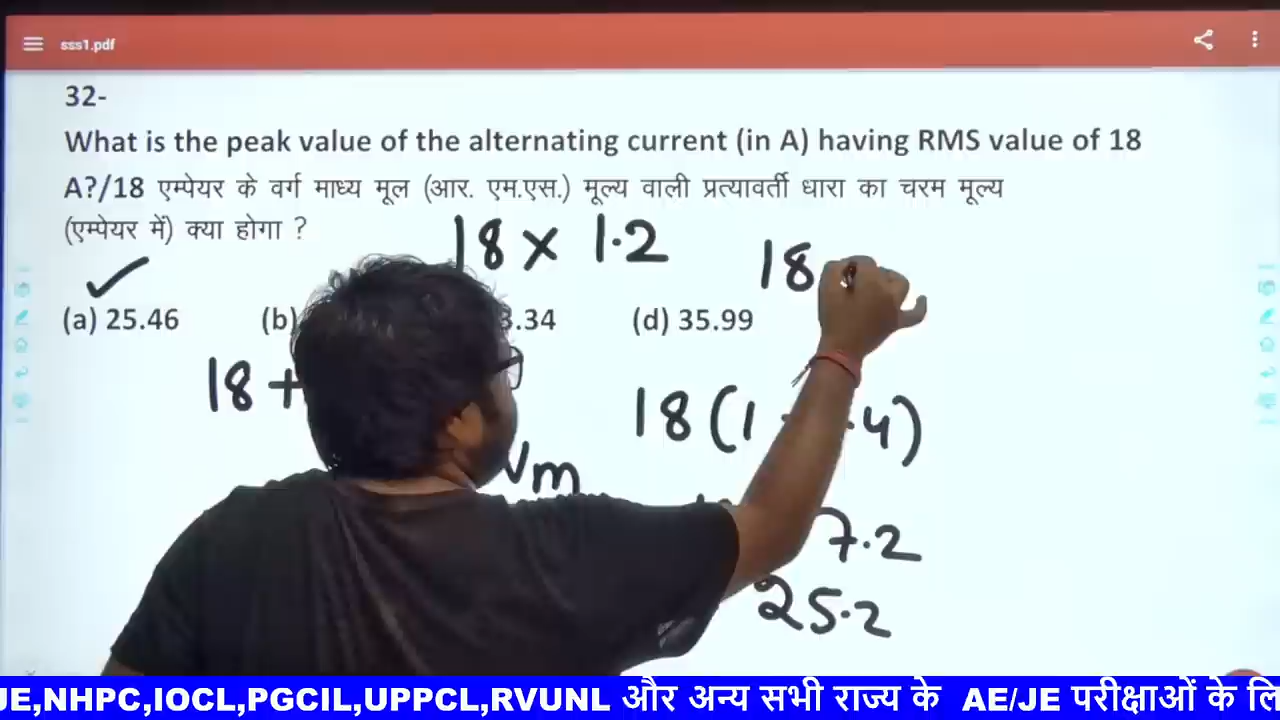 sss1.pdf
32-
What is the peak value of the alternating current (in A) having RMS value of 18
A?/18 एम्पेयर के वर्ग माध्य मूल (आर. एम.एस.) मूल्य वाली प्रत्यावर्ती धारा का चरम मूल्य
(एम्पेयर में) क्या होगा ?
18 × 1.2
18
(a) 25.46 (b) 3.34 (d) 35.99
18 +
18 (1 .4)
Vm
7.2
25.2
JE,NHPC,IOCL,PGCIL,UPPCL,RVUNL और अन्य सभी राज्य के AE/JE परीक्षाओं के लि